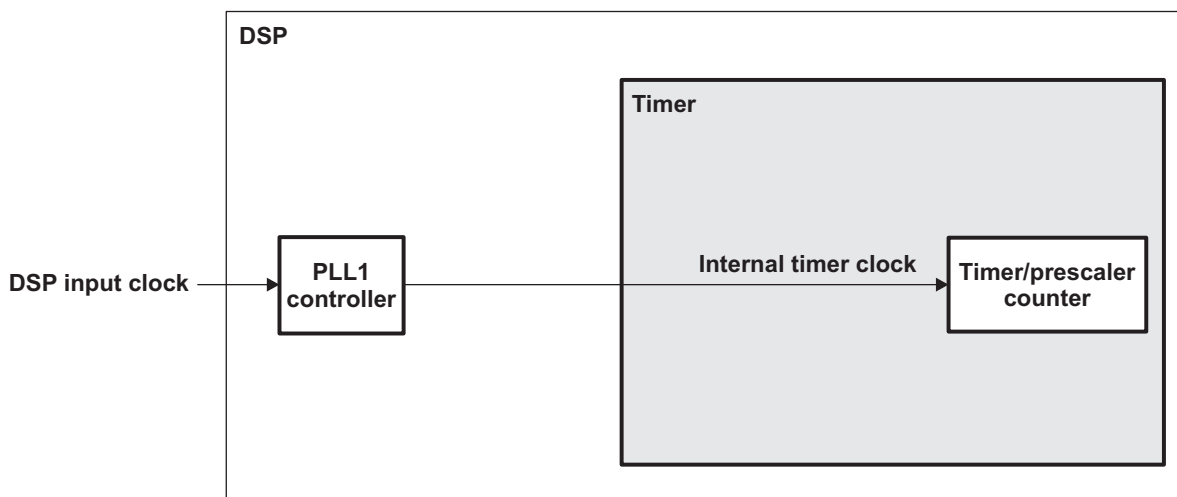 DSP
Timer
DSP input clock
PLL1
controller
Internal timer clock
Timer/prescaler
counter